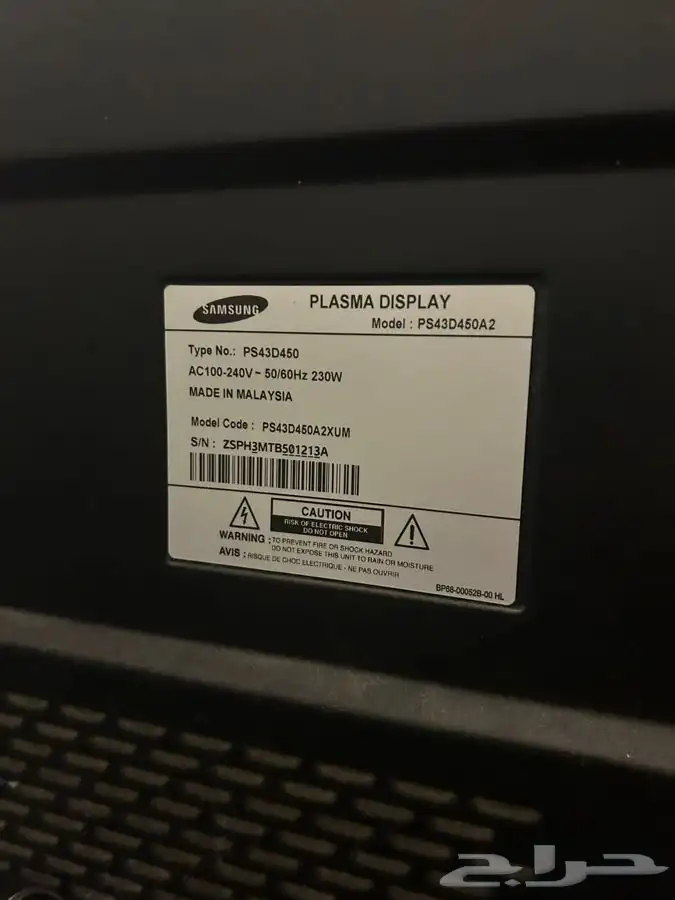 SAMSUNG
PLASMA DISPLAY
Model : PS43D450A2
Type No.: PS43D450
AC100-240V ~ 50/60Hz 230W
MADE IN MALAYSIA
Model Code : PS43D450A2XUM
S/N : ZSPH3MTB501213A
CAUTION
RISK OF ELECTRIC SHOCK
DO NOT OPEN
WARNING : TO PREVENT FIRE OR SHOCK HAZARD
DO NOT EXPOSE THIS UNIT TO RAIN OR MOISTURE
AVIS : RISQUE DE CHOC ELECTRIQUE - NE PAS OUVRIR
BP68-00052B-00 HL
حراج